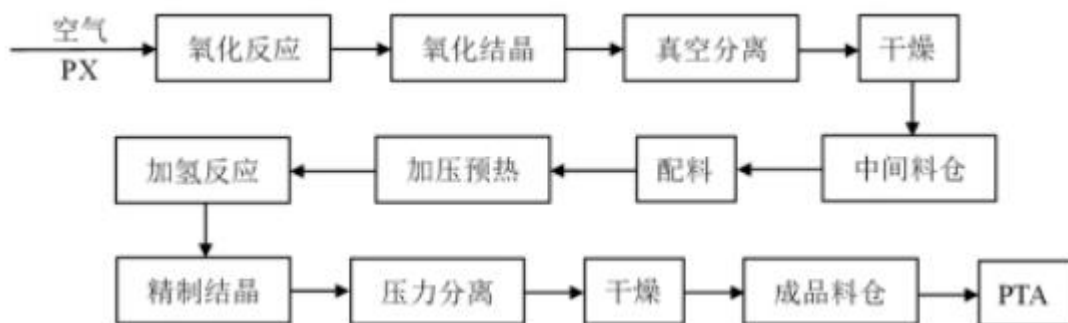 空气
PX
氧化反应
氧化结晶
真空分离
干燥
加氢反应
加压预热
配料
中间料仓
精制结晶
压力分离
干燥
成品料仓
PTA